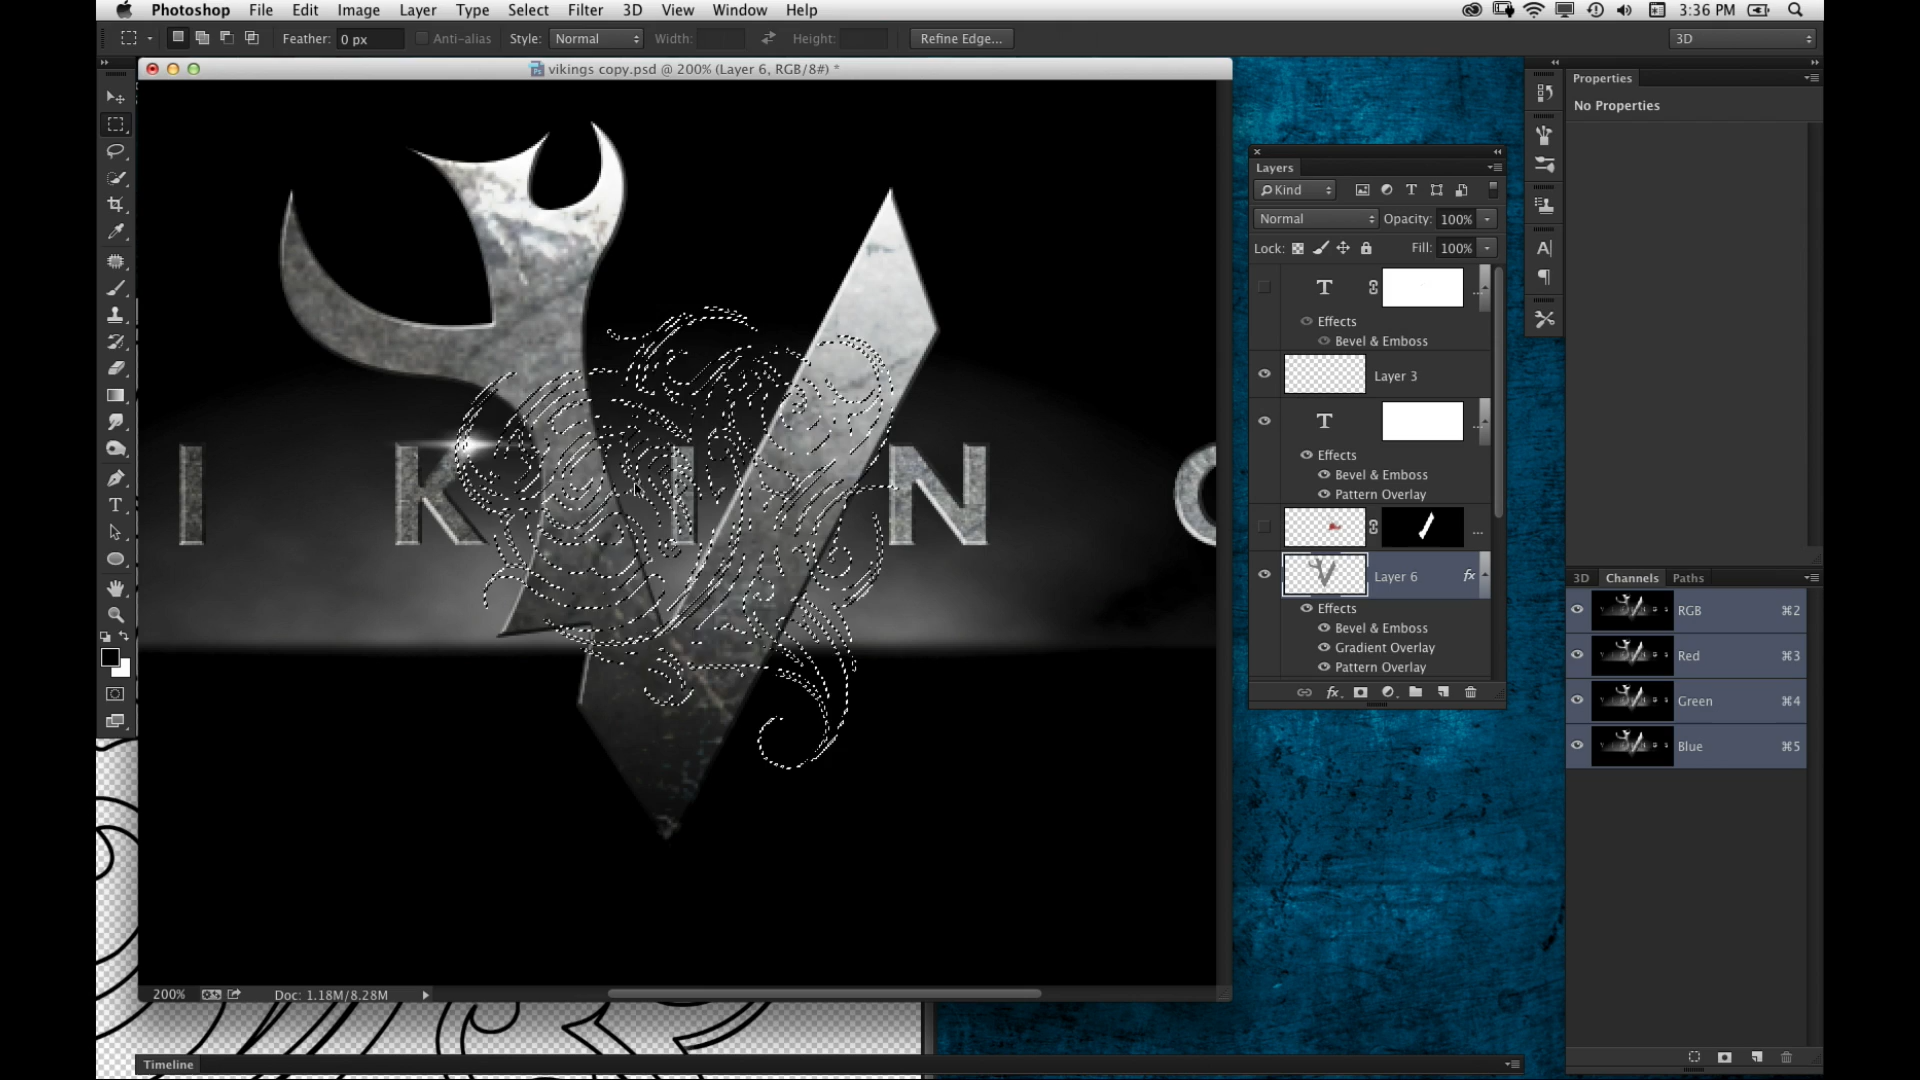 Photoshop File Edit Image Layer Type Select Filter 3D View Window Help 3:36 PM
Feather: 0 px Anti-alias Style: Normal Width: Height: Refine Edge... 3D
vikings copy.psd @ 200% (Layer 6, RGB/8#) *
Properties
No Properties
Layers
Kind
Normal Opacity: 100%
Lock: Fill: 100%
Effects
Bevel & Emboss
Layer 3
Effects
Bevel & Emboss
Pattern Overlay
Layer 6 fx
Effects
Bevel & Emboss
Gradient Overlay
Pattern Overlay
fx
I K I N G
3D Channels Paths
RGB ⌘2
Red ⌘3
Green ⌘4
Blue ⌘5
200% Doc: 1.18M/8.28M
Timeline